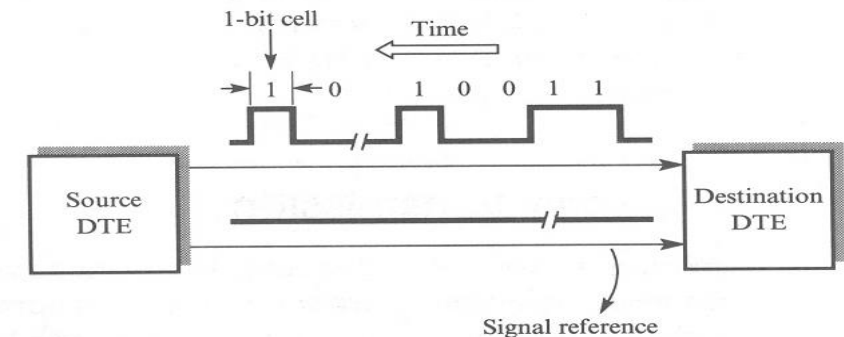 1-bit cell
Time
1 0 1 0 0 1 1
Source
DTE
Destination
DTE
Signal reference